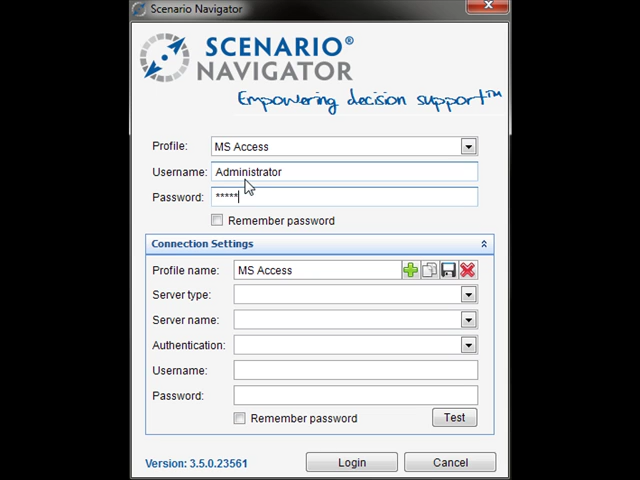 Scenario Navigator
SCENARIO®
NAVIGATOR
Empowering decision support™
Profile: MS Access
Username: Administrator
Password: *****
Remember password
Connection Settings
Profile name: MS Access
Server type:
Server name:
Authentication:
Username:
Password:
Remember password Test
Version: 3.5.0.23561 Login Cancel